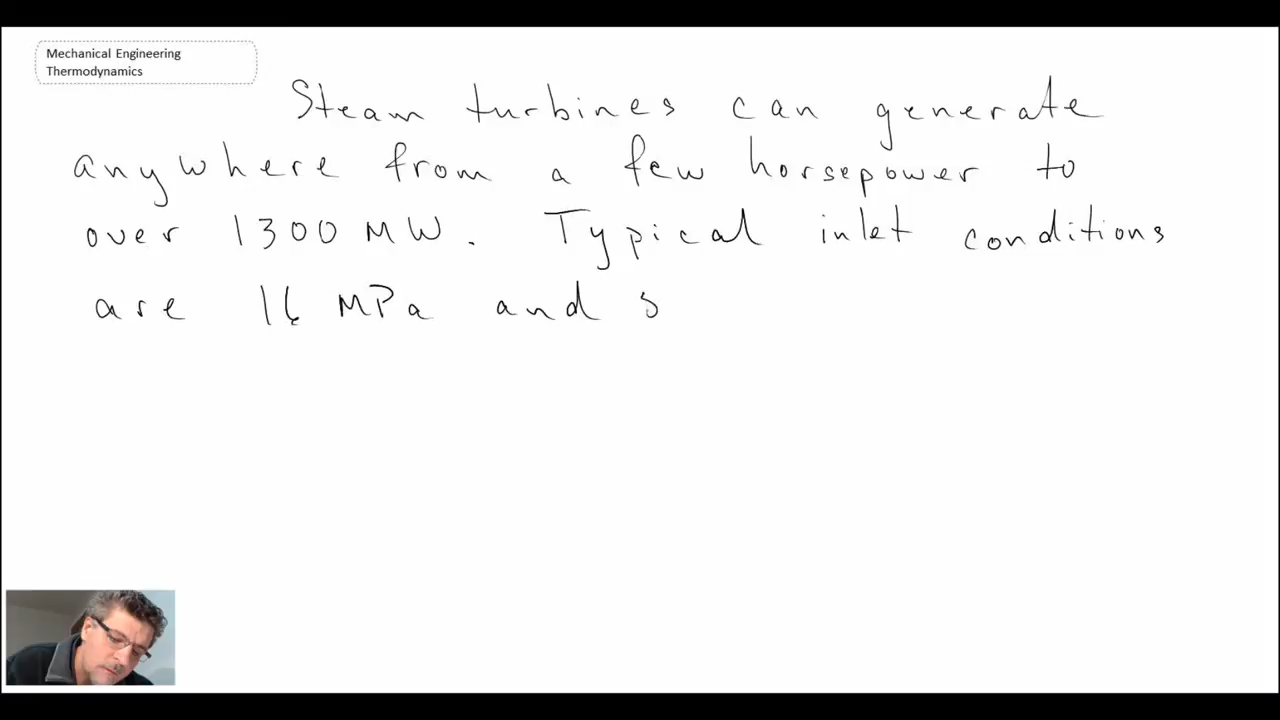 Mechanical Engineering
Thermodynamics
Steam turbines can generate
anywhere from a few horsepower to
over 1300 MW. Typical inlet conditions
are 16 MPa and